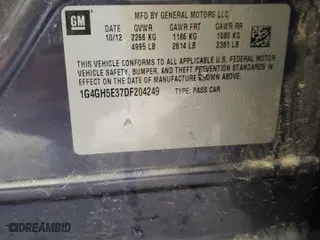 GM
MFD BY GENERAL MOTORS LLC
10/12 GVWR GAWR FRT GAWR RR
2266 KG 1186 KG 1080 KG
4995 LB 2614 LB 2381 LB
THIS VEHICLE CONFORMS TO ALL APPLICABLE U.S. FEDERAL MOTOR
VEHICLE SAFETY, BUMPER, AND THEFT PREVENTION STANDARDS
IN EFFECT ON THE DATE OF MANUFACTURE SHOWN ABOVE.
1G4GH5E37DF204249 TYPE: PASS CAR
DREAMBID